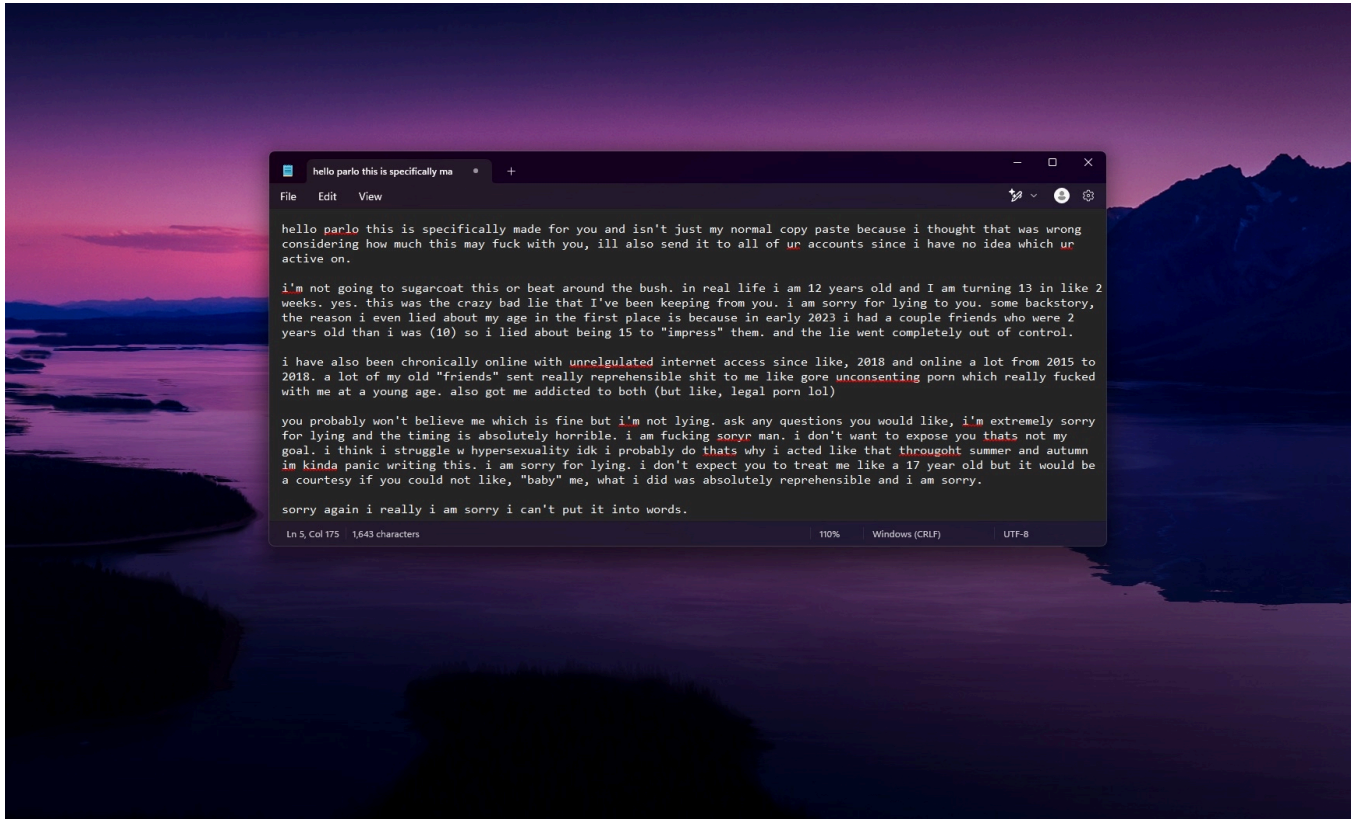 hello parlo this is specifically ma
File Edit View
hello parlo this is specifically made for you and isn't just my normal copy paste because i thought that was wrong
considering how much this may fuck with you, ill also send it to all of ur accounts since i have no idea which ur
active on.
i'm not going to sugarcoat this or beat around the bush. in real life i am 12 years old and I am turning 13 in like 2
weeks. yes. this was the crazy bad lie that I've been keeping from you. i am sorry for lying to you. some backstory,
the reason i even lied about my age in the first place is because in early 2023 i had a couple friends who were 2
years old than i was (10) so i lied about being 15 to "impress" them. and the lie went completely out of control.
i have also been chronically online with unrelgulated internet access since like, 2018 and online a lot from 2015 to
2018. a lot of my old "friends" sent really reprehensible shit to me like gore unconsenting porn which really fucked
with me at a young age. also got me addicted to both (but like, legal porn lol)
you probably won't believe me which is fine but i'm not lying. ask any questions you would like, i'm extremely sorry
for lying and the timing is absolutely horrible. i am fucking soryr man. i don't want to expose you thats not my
goal. i think i struggle w hypersexuality idk i probably do thats why i acted like that througoht summer and autumn
im kinda panic writing this. i am sorry for lying. i don't expect you to treat me like a 17 year old but it would be
a courtesy if you could not like, "baby" me, what i did was absolutely reprehensible and i am sorry.
sorry again i really i am sorry i can't put it into words.
Ln 5, Col 175 1,643 characters 110% Windows (CRLF) UTF-8